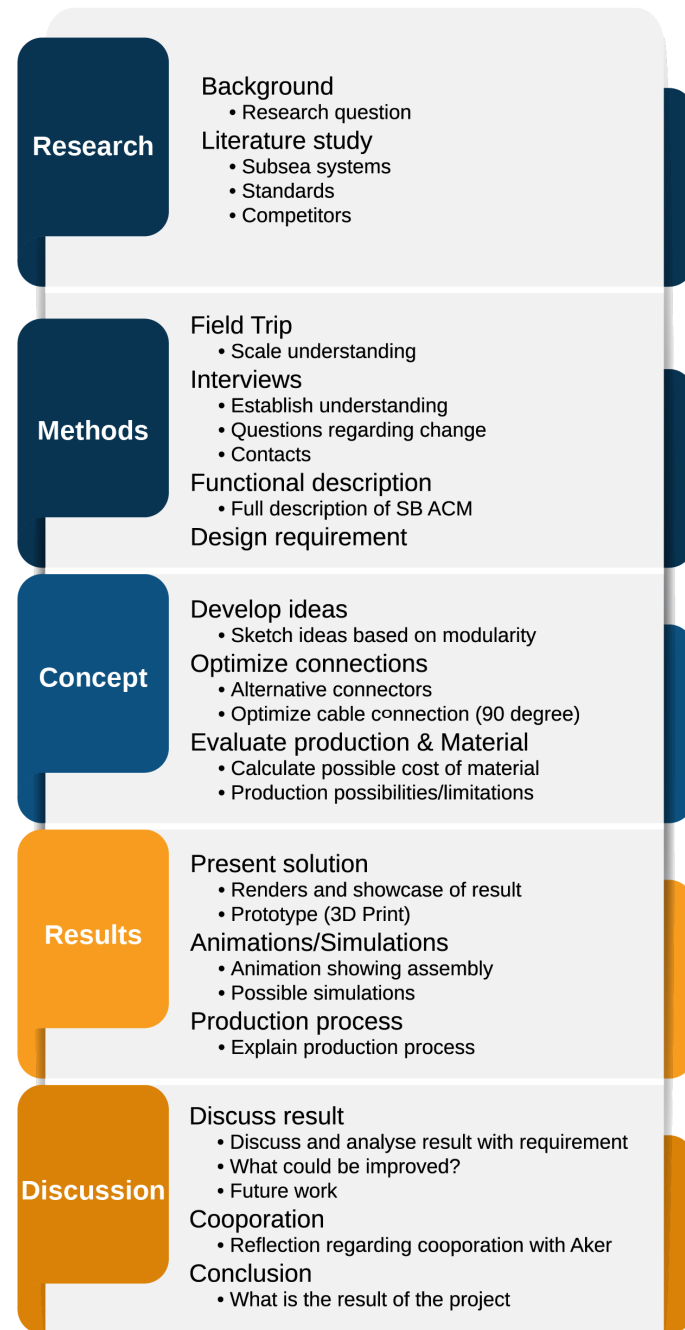 Research
Background
• Research question
Literature study
• Subsea systems
• Standards
• Competitors
Methods
Field Trip
• Scale understanding
Interviews
• Establish understanding
• Questions regarding change
• Contacts
Functional description
• Full description of SB ACM
Design requirement
Concept
Develop ideas
• Sketch ideas based on modularity
Optimize connections
• Alternative connectors
• Optimize cable connection (90 degree)
Evaluate production & Material
• Calculate possible cost of material
• Production possibilities/limitations
Results
Present solution
• Renders and showcase of result
• Prototype (3D Print)
Animations/Simulations
• Animation showing assembly
• Possible simulations
Production process
• Explain production process
Discussion
Discuss result
• Discuss and analyse result with requirement
• What could be improved?
• Future work
Cooporation
• Reflection regarding cooporation with Aker
Conclusion
• What is the result of the project